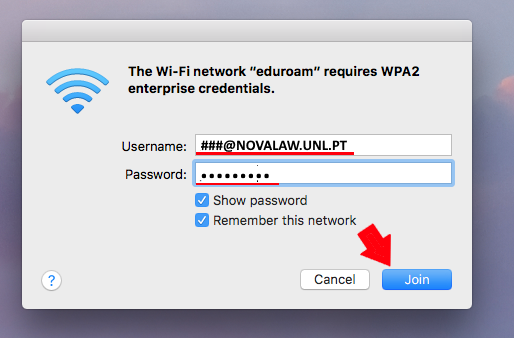 The Wi-Fi network “eduroam” requires WPA2
enterprise credentials.
Username: ###@NOVALAW.UNL.PT
Password: •••••••••
Show password
Remember this network
? Cancel Join